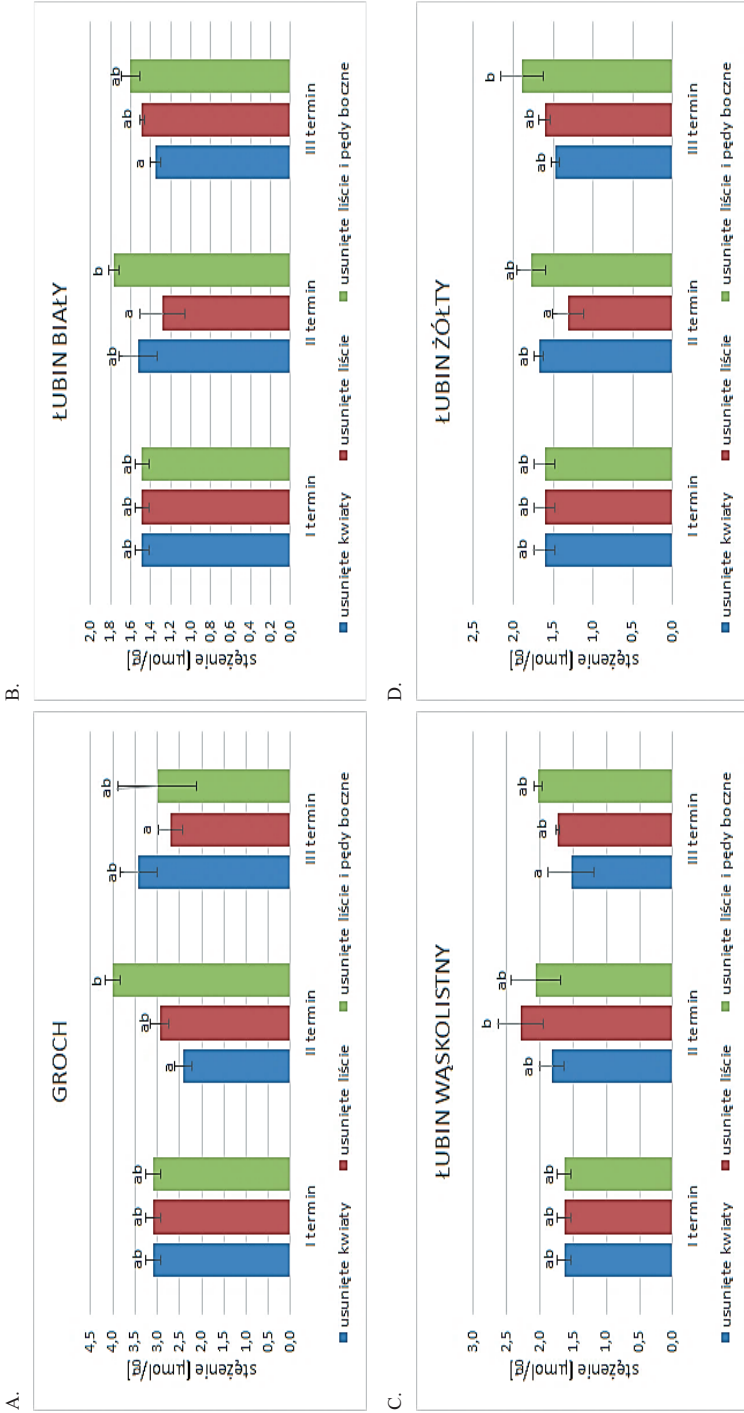 A.
GROCH
stężenie [µmol/g]
4,5
4,0
3,5
3,0
2,5
2,0
1,5
1,0
0,5
0,0
ab ab ab a ab b ab a ab
I termin II termin III termin
usunięte kwiaty usunięte liście usunięte liście i pędy boczne
B.
ŁUBIN BIAŁY
stężenie [µmol/g]
2,0
1,8
1,6
1,4
1,2
1,0
0,8
0,6
0,4
0,2
0,0
ab ab ab ab a b a ab ab
I termin II termin III termin
usunięte kwiaty usunięte liście usunięte liście i pędy boczne
C.
ŁUBIN WĄSKOLISTNY
stężenie [µmol/g]
3,0
2,5
2,0
1,5
1,0
0,5
0,0
ab ab ab ab b ab a ab ab
I termin II termin III termin
usunięte kwiaty usunięte liście usunięte liście i pędy boczne
D.
ŁUBIN ŻÓŁTY
stężenie [µmol/g]
2,5
2,0
1,5
1,0
0,5
0,0
ab ab ab ab a ab ab ab b
I termin II termin III termin
usunięte kwiaty usunięte liście usunięte liście i pędy boczne